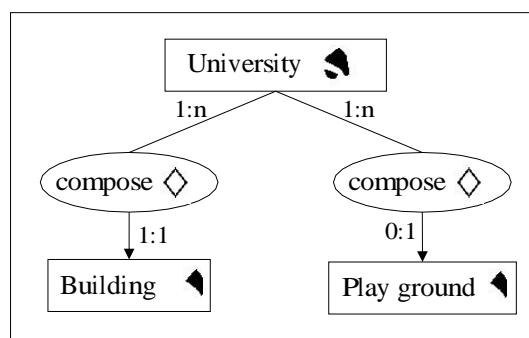 University
1:n 1:n
compose compose
1:1 0:1
Building Play ground